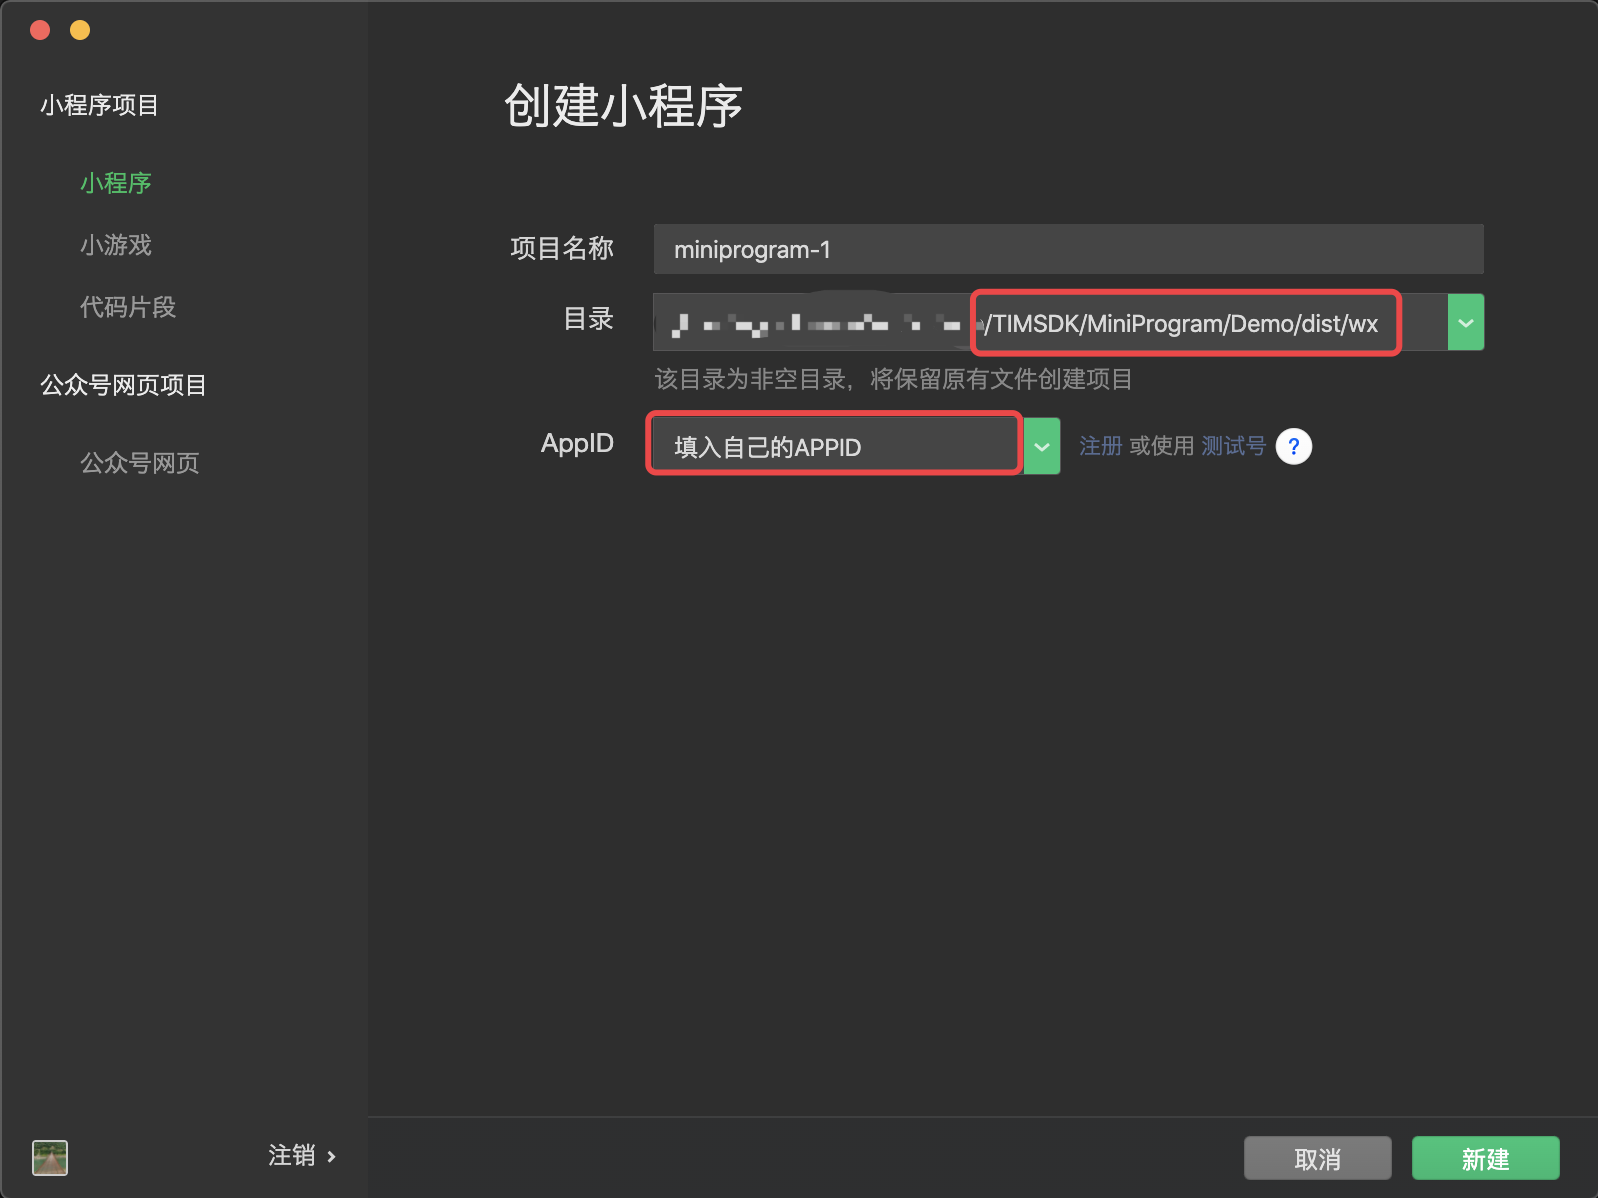 小程序项目
小程序
小游戏
代码片段
公众号网页项目
公众号网页
注销
创建小程序
项目名称 miniprogram-1
目录 /TIMSDK/MiniProgram/Demo/dist/wx
该目录为非空目录，将保留原有文件创建项目
AppID 填入自己的APPID 注册 或使用 测试号 ?
取消 新建